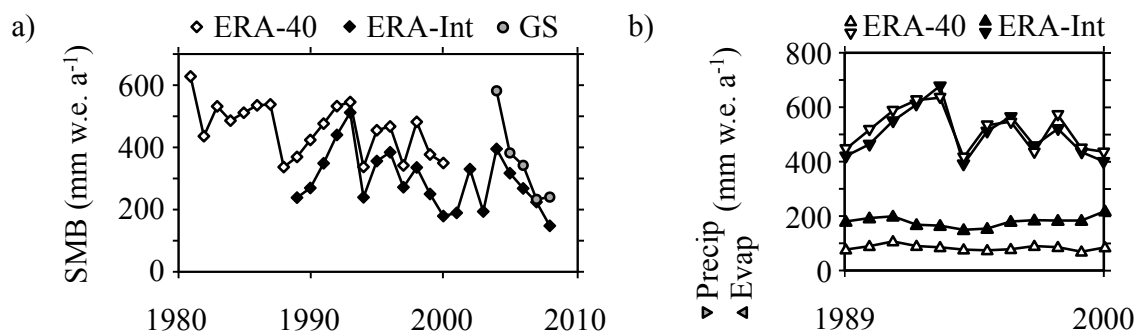 a)
ERA-40 ERA-Int GS
SMB (mm w.e. a-1)
600
400
200
0
1980 1990 2000 2010
b)
ERA-40 ERA-Int
Precip
Evap
(mm w.e. a-1)
800
600
400
200
0
1989 2000